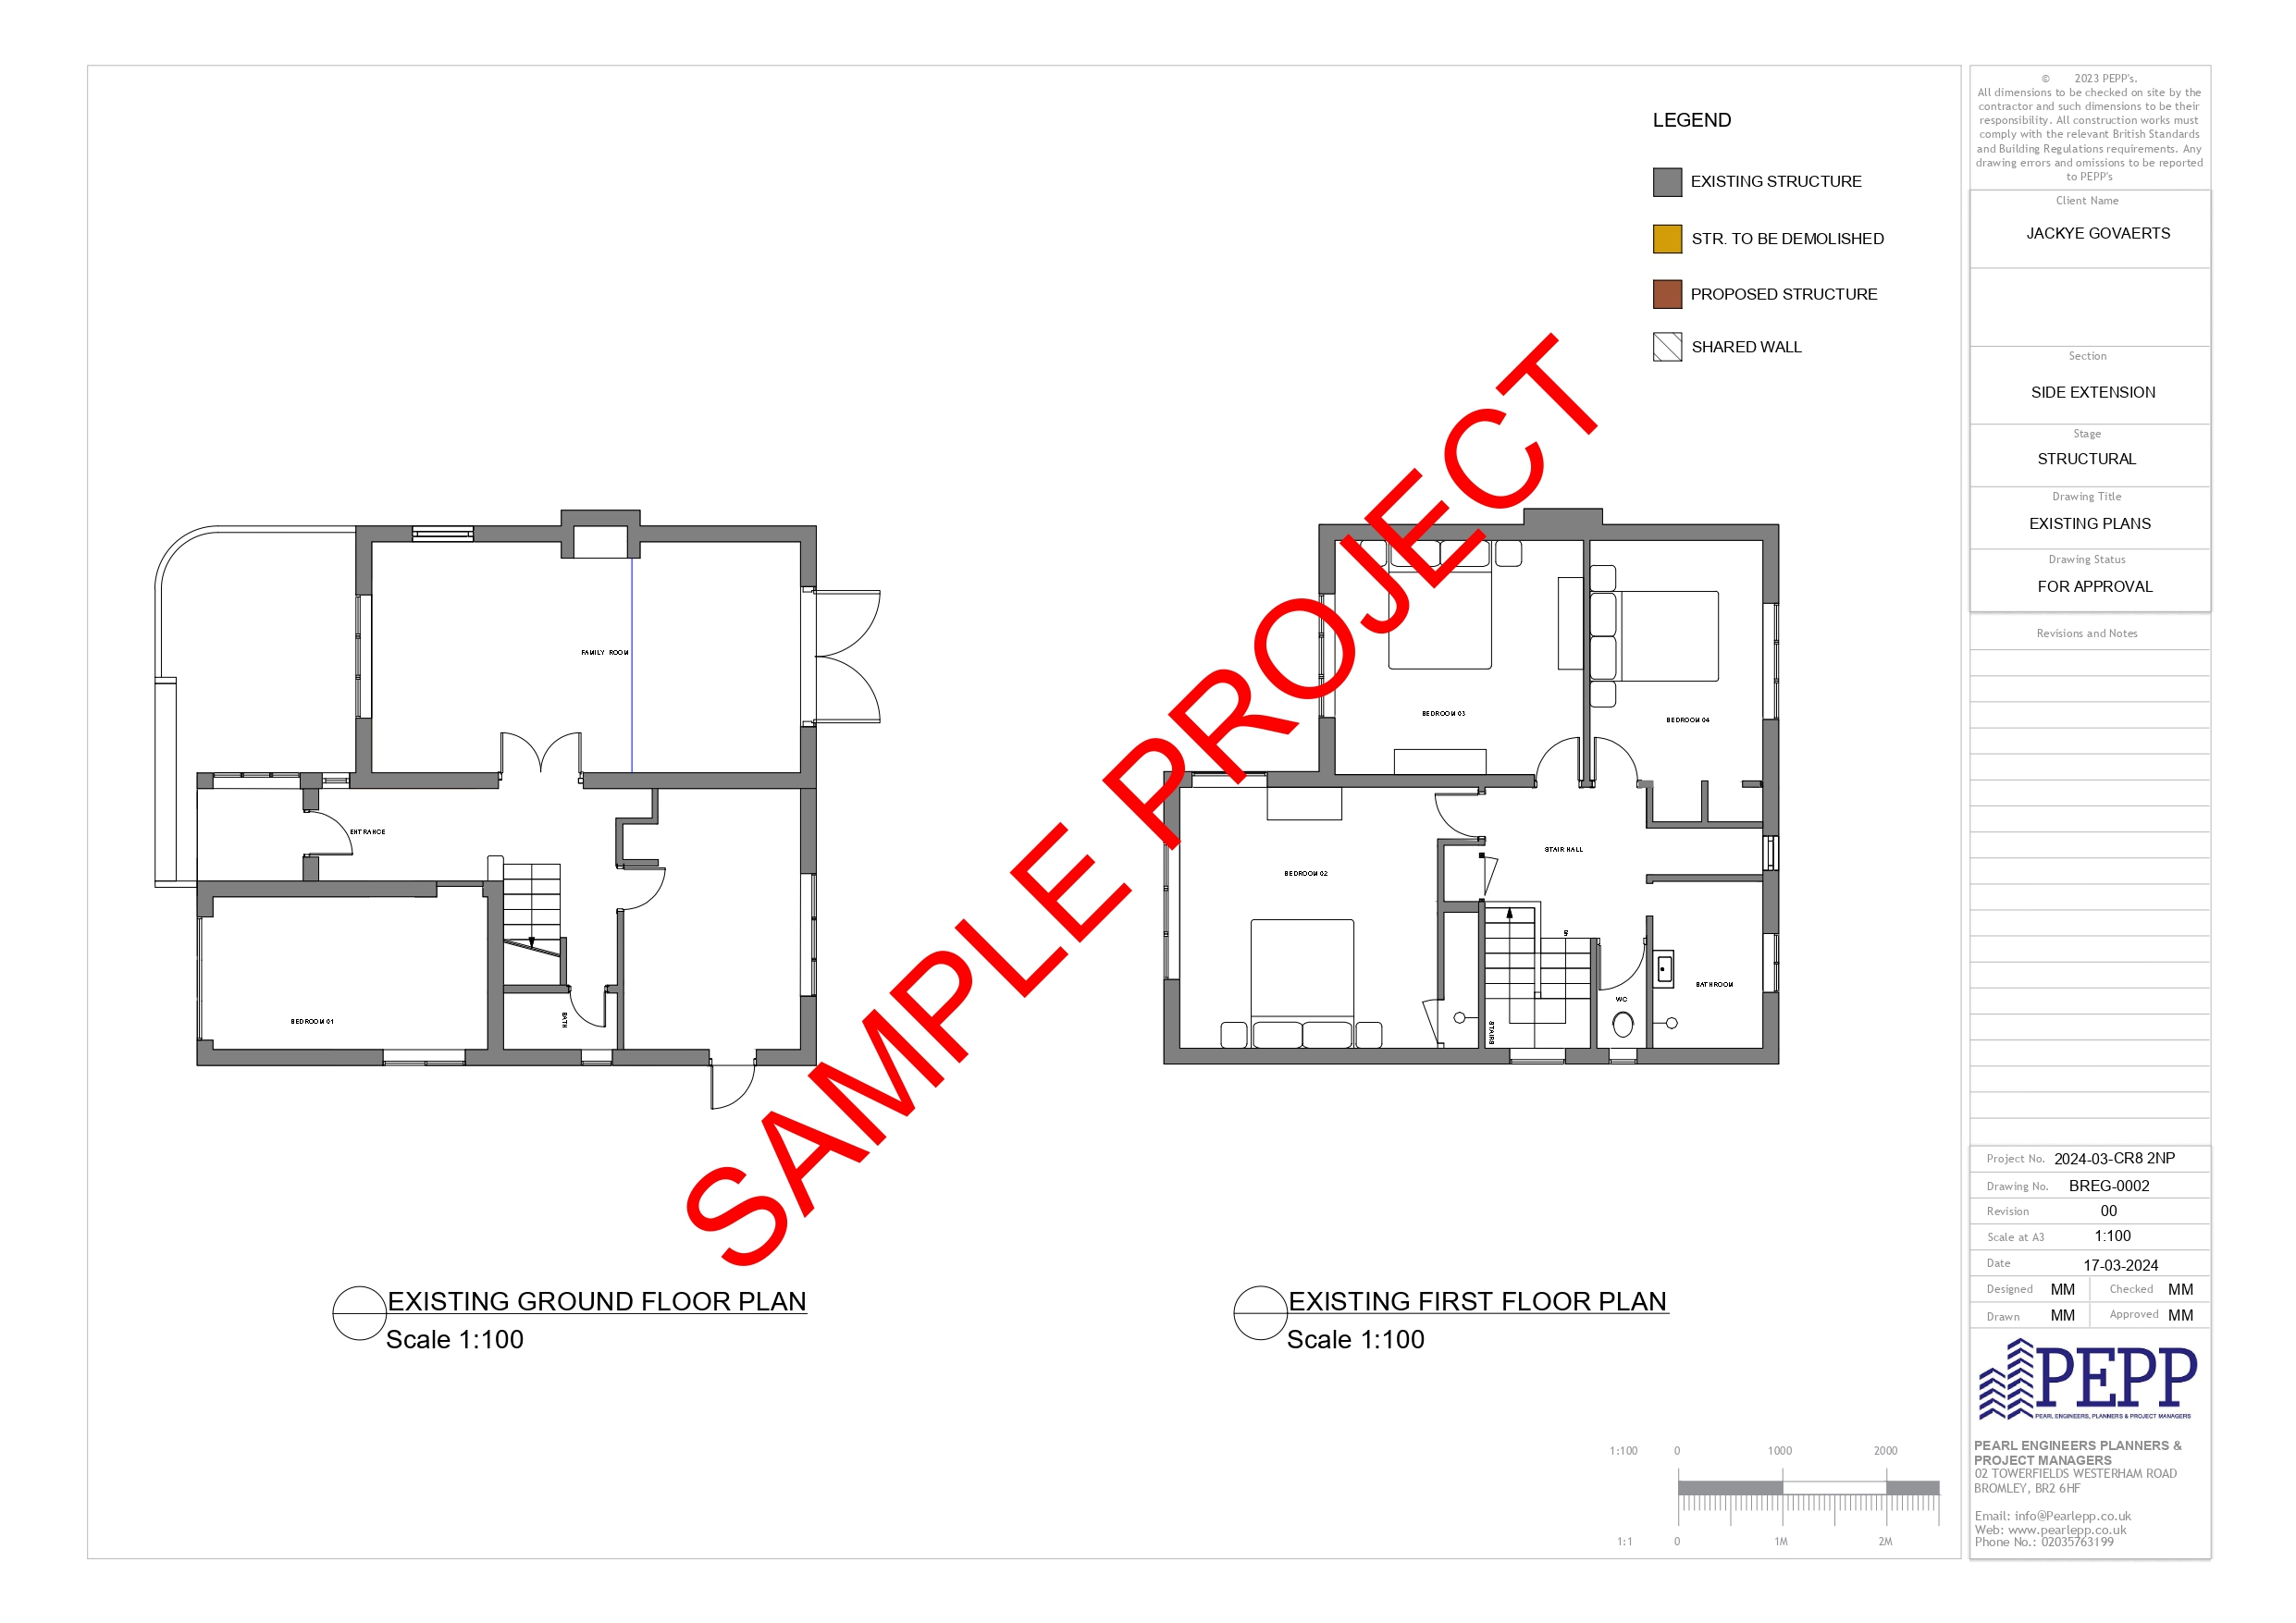 LEGEND
EXISTING STRUCTURE
STR. TO BE DEMOLISHED
PROPOSED STRUCTURE
SHARED WALL
FAMILY ROOM
ENTRANCE
BEDROOM 01
BATH
BEDROOM 03
BEDROOM 04
BEDROOM 02
STAIR HALL
STAIRS
WC
BATHROOM
SAMPLE PROJECT
EXISTING GROUND FLOOR PLAN
Scale 1:100
EXISTING FIRST FLOOR PLAN
Scale 1:100
1:100 0 1000 2000
1:1 0 1M 2M
© 2023 PEPP's.
All dimensions to be checked on site by the
contractor and such dimensions to be their
responsibility. All construction works must
comply with the relevant British Standards
and Building Regulations requirements. Any
drawing errors and omissions to be reported
to PEPP's
Client Name
JACKYE GOVAERTS
Section
SIDE EXTENSION
Stage
STRUCTURAL
Drawing Title
EXISTING PLANS
Drawing Status
FOR APPROVAL
Revisions and Notes
Project No. 2024-03-CR8 2NP
Drawing No. BREG-0002
Revision 00
Scale at A3 1:100
Date 17-03-2024
Designed MM Checked MM
Drawn MM Approved MM
PEPP
PEARL ENGINEERS, PLANNERS & PROJECT MANAGERS
PEARL ENGINEERS PLANNERS &
PROJECT MANAGERS
02 TOWERFIELDS WESTERHAM ROAD
BROMLEY, BR2 6HF
Email: info@Pearlepp.co.uk
Web: www.pearlepp.co.uk
Phone No.: 02035763199